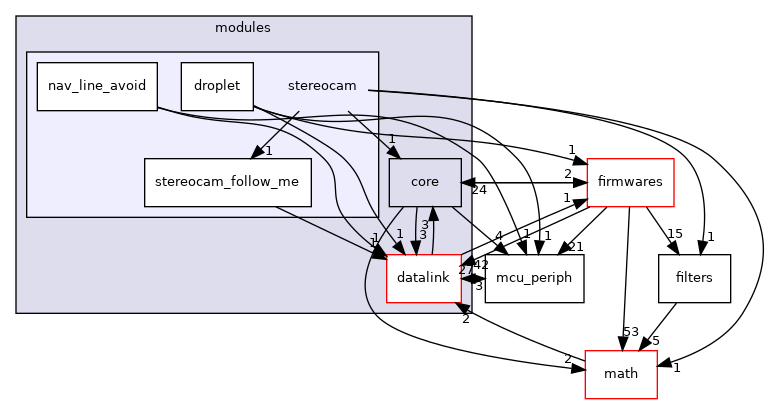 modules
nav_line_avoid
droplet
stereocam
1
1
1
stereocam_follow_me
core
24
2
firmwares
1
3
3
4
15
1
1
1
1
1
21
1
datalink
27
42
3
mcu_periph
filters
2
53
5
2
math
1